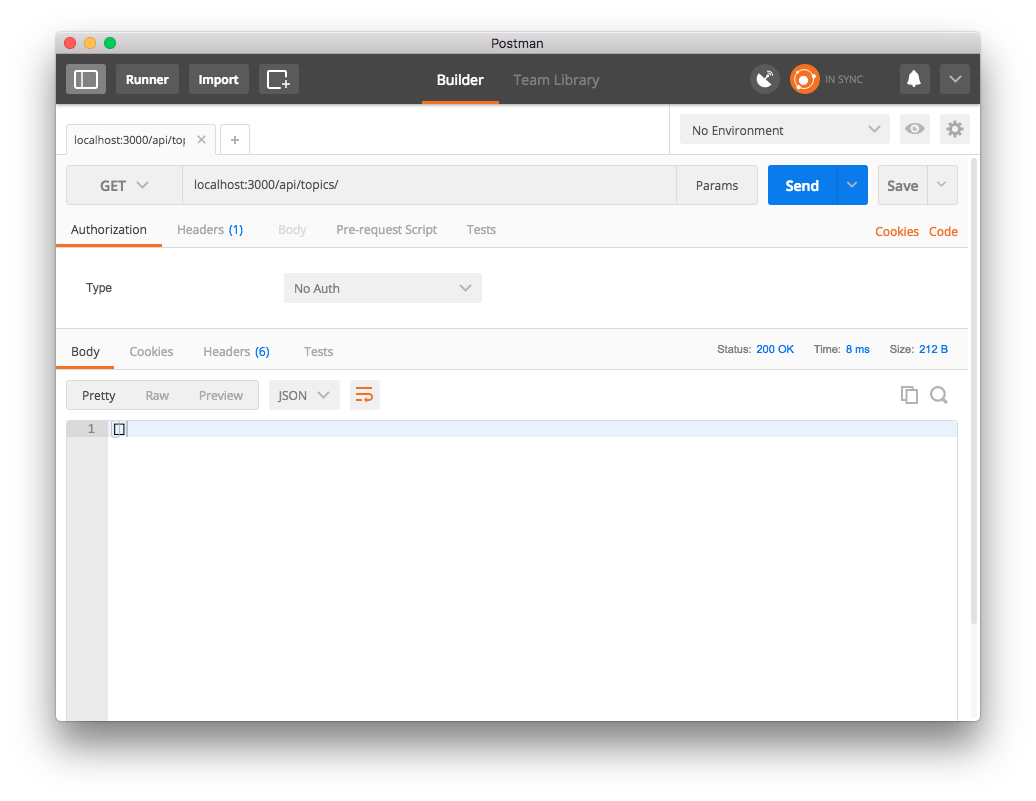 Postman
Runner Import Builder Team Library IN SYNC
localhost:3000/api/top No Environment
GET localhost:3000/api/topics/ Params Send Save
Authorization Headers (1) Body Pre-request Script Tests Cookies Code
Type No Auth
Body Cookies Headers (6) Tests Status: 200 OK Time: 8 ms Size: 212 B
Pretty Raw Preview JSON
1 []